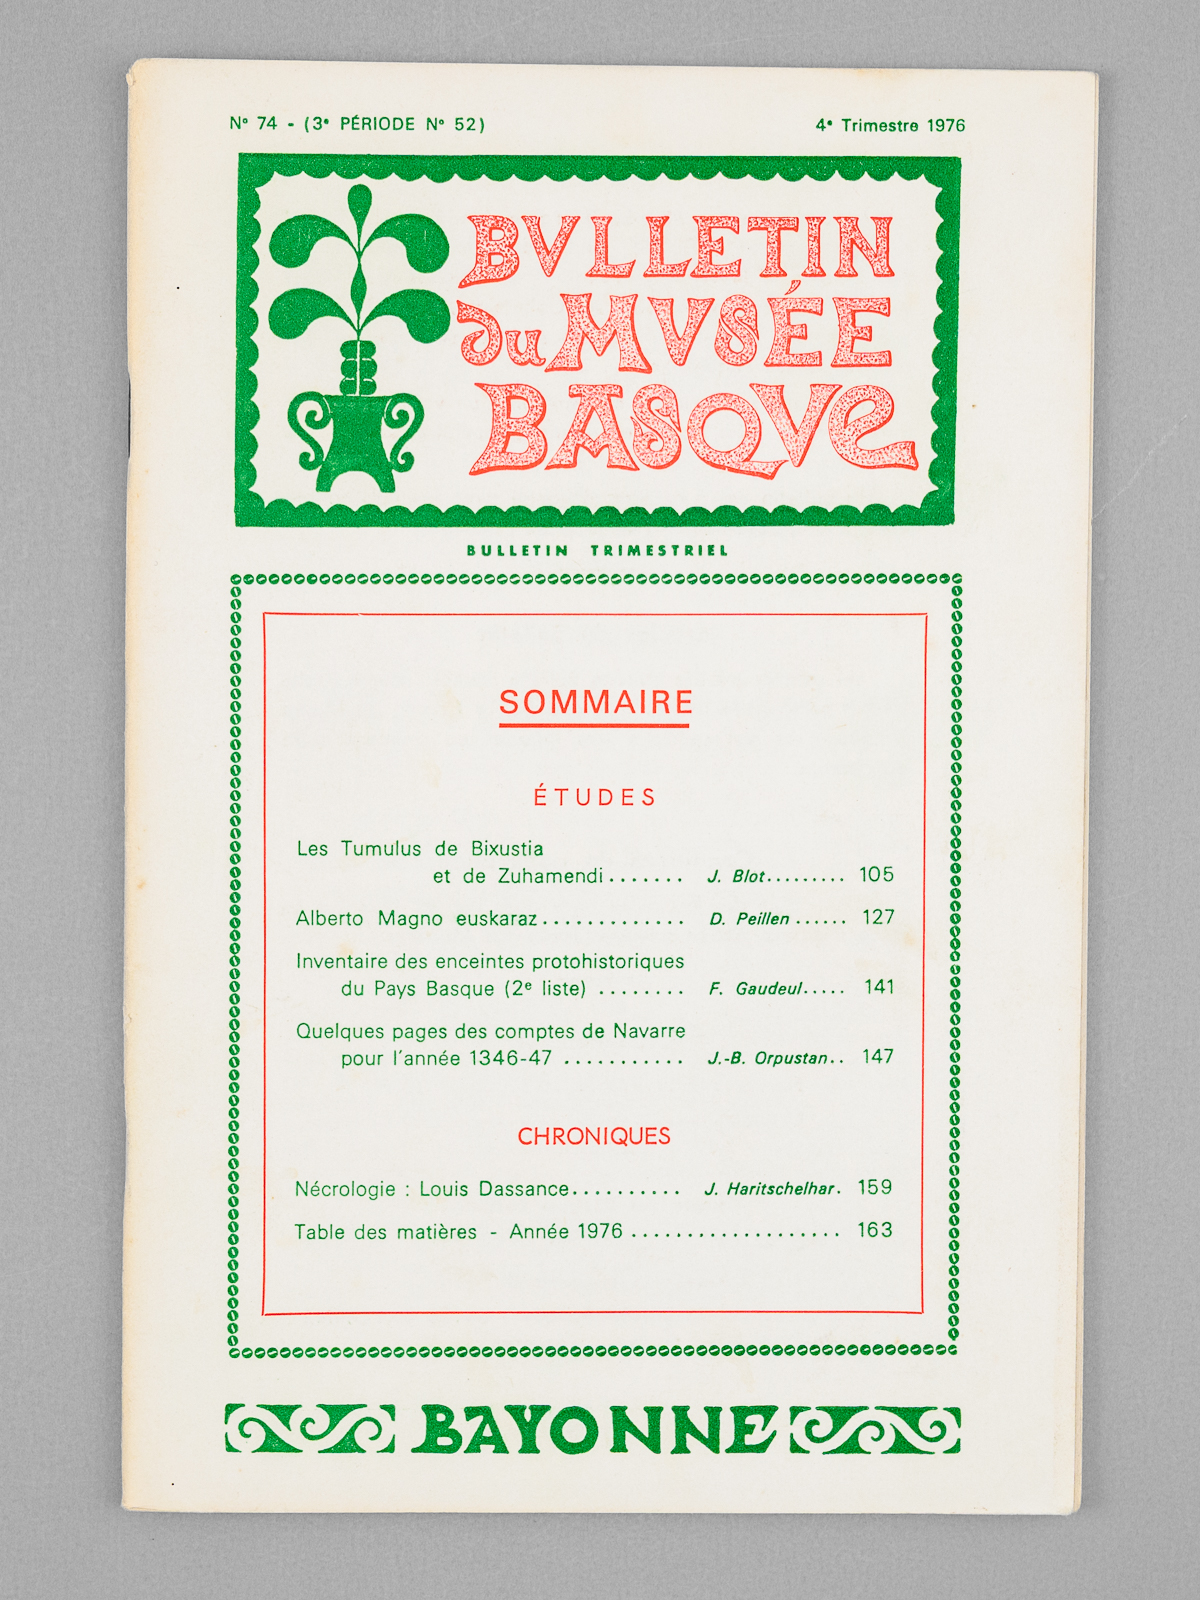 Nº 74 - (3ᵉ PÉRIODE Nº 52)
4ᵉ Trimestre 1976
BVLLETIN
du MVSÉE
BASQVE
BULLETIN TRIMESTRIEL
SOMMAIRE
ÉTUDES
Les Tumulus de Bixustia
et de Zuhamendi....... J. Blot......... 105
Alberto Magno euskaraz............. D. Peillen ...... 127
Inventaire des enceintes protohistoriques
du Pays Basque (2ᵉ liste) ........ F. Gaudeul..... 141
Quelques pages des comptes de Navarre
pour l'année 1346-47 ........... J.-B. Orpustan.. 147
CHRONIQUES
Nécrologie : Louis Dassance.......... J. Haritschelhar. 159
Table des matières - Année 1976 ................... 163
BAYONNE